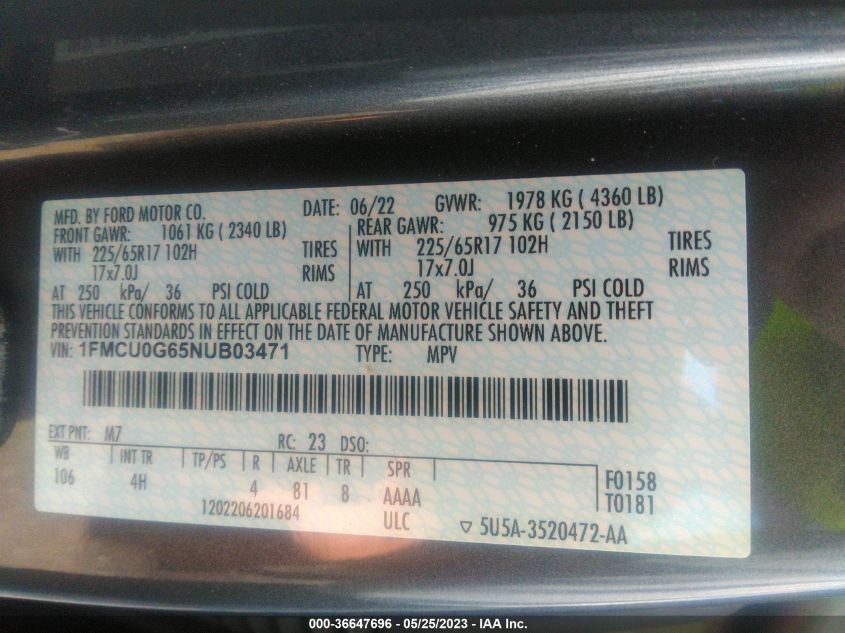 MFD. BY FORD MOTOR CO. DATE: 06/22 GVWR: 1978 KG ( 4360 LB)
FRONT GAWR: 1061 KG ( 2340 LB) REAR GAWR: 975 KG ( 2150 LB)
WITH 225/65R17 102H TIRES WITH 225/65R17 102H TIRES
17x7.0J RIMS 17x7.0J RIMS
AT 250 kPa/ 36 PSI COLD AT 250 kPa/ 36 PSI COLD
THIS VEHICLE CONFORMS TO ALL APPLICABLE FEDERAL MOTOR VEHICLE SAFETY AND THEFT
PREVENTION STANDARDS IN EFFECT ON THE DATE OF MANUFACTURE SHOWN ABOVE.
VIN: 1FMCU0G65NUB03471 TYPE: MPV
EXT PNT: M7 RC: 23 DSO:
WB INT TR TP/PS R AXLE TR SPR F0158
106 4H 4 81 8 AAAA T0181
1202206201684 ULC ▽ 5U5A-3520472-AA
000-36647696 - 05/25/2023 - IAA Inc.